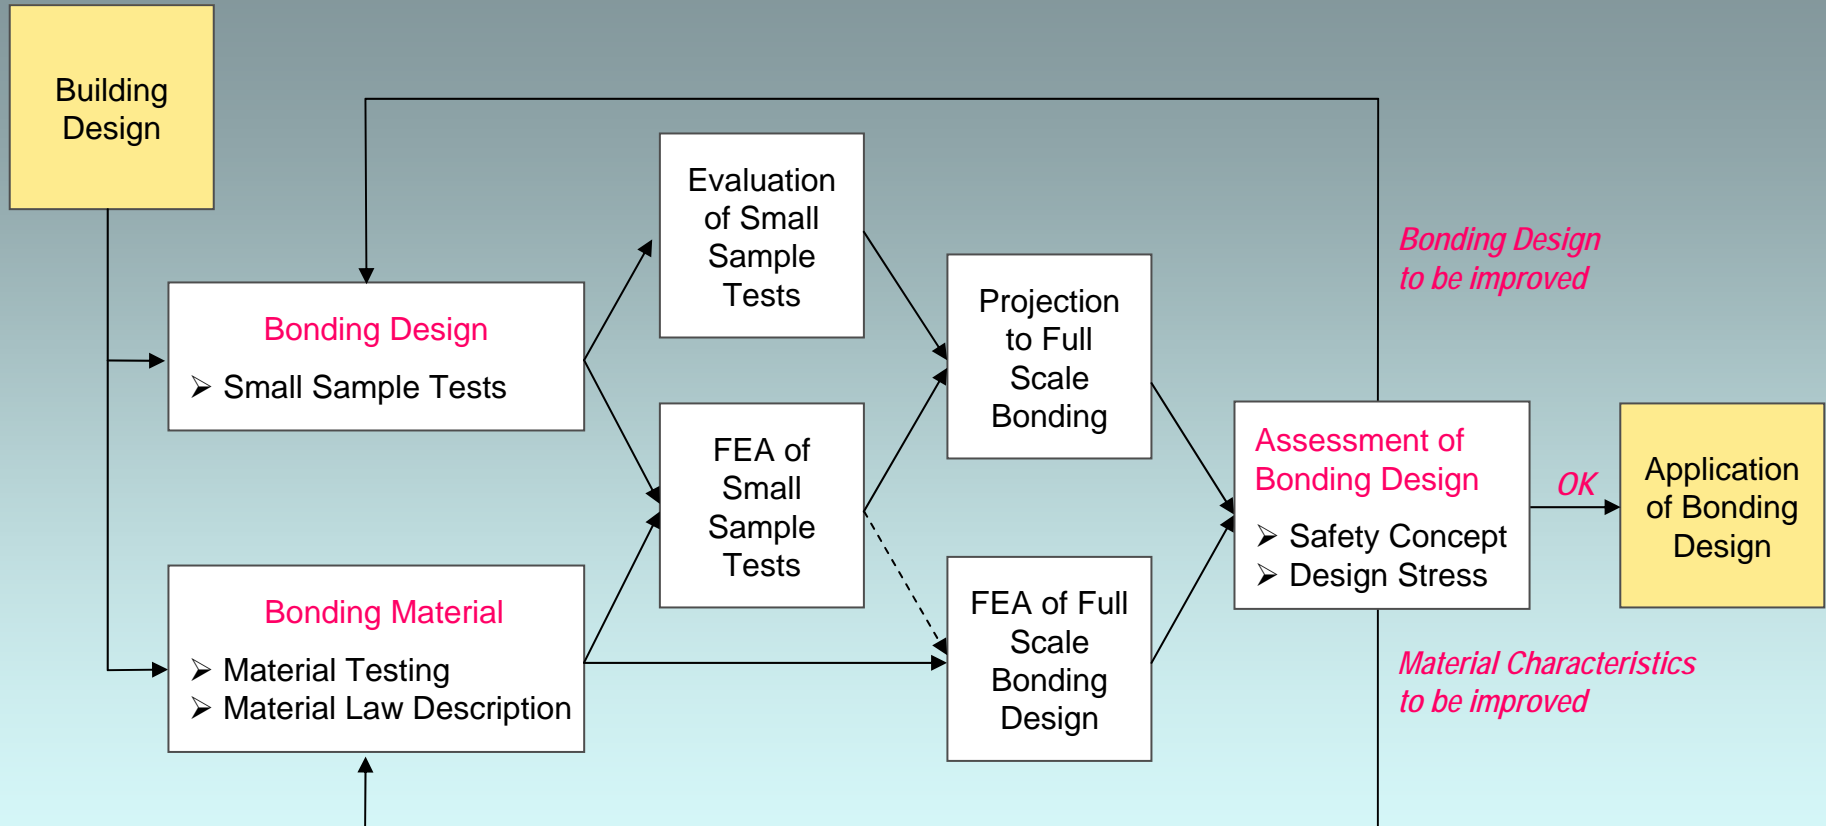 Building
Design
Bonding Design
➢ Small Sample Tests
Bonding Material
➢ Material Testing
➢ Material Law Description
Evaluation
of Small
Sample
Tests
FEA of
Small
Sample
Tests
Projection
to Full
Scale
Bonding
FEA of Full
Scale
Bonding
Design
Bonding Design
to be improved
Assessment of
Bonding Design
➢ Safety Concept
➢ Design Stress
Material Characteristics
to be improved
OK
Application
of Bonding
Design